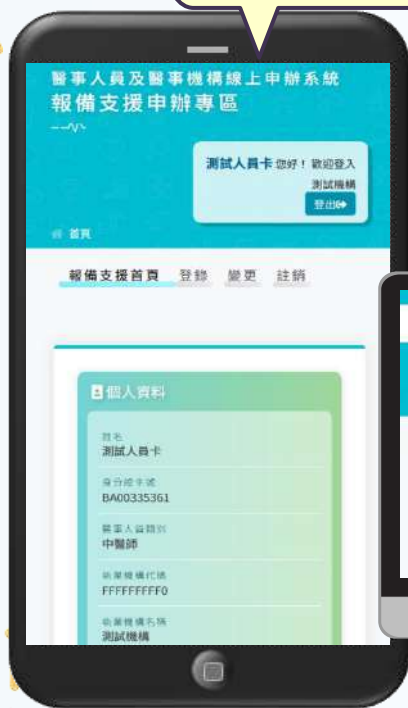 醫事人員及醫事機構線上申辦系統
報備支援申辦專區
測試人員卡 您好！ 歡迎登入
測試機構
登出
首頁
報備支援首頁 登錄 變更 註銷
個人資料
姓名
測試人員卡
身分證字號
BA00335361
醫事人員類別
中醫師
執業機構代碼
FFFFFFFFF0
執業機構名稱
測試機構